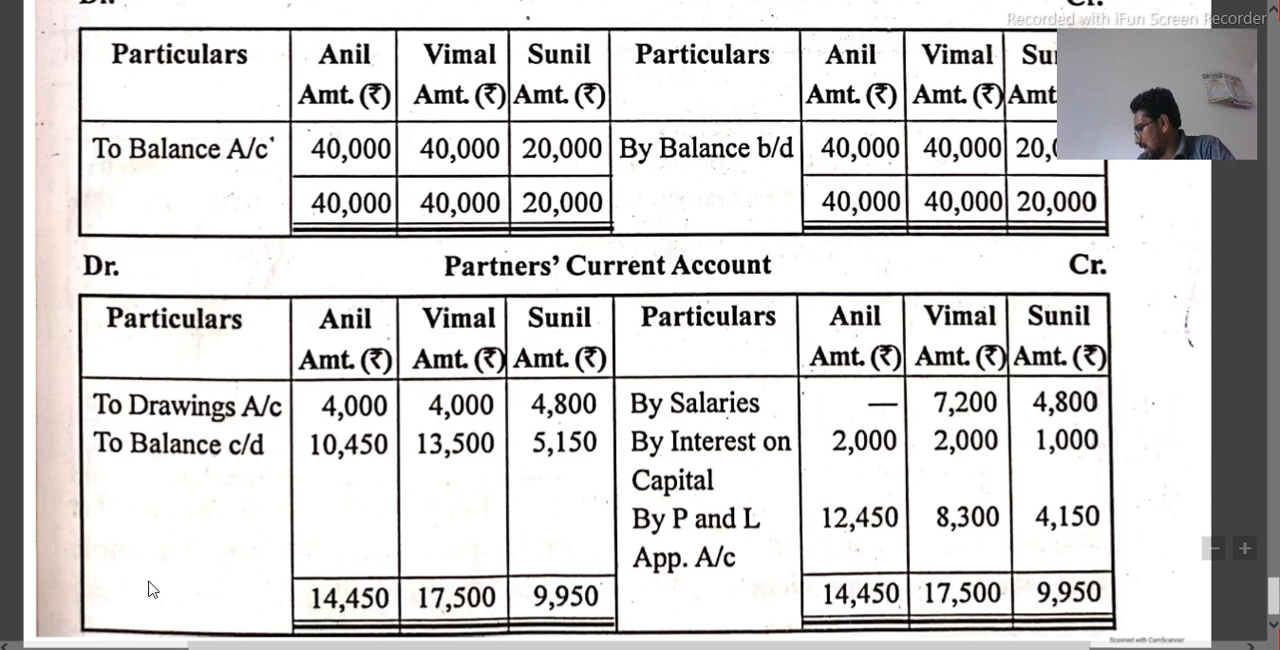 Recorded with iFun Screen Recorder
Particulars Anil Vimal Sunil Particulars Anil Vimal
Amt. (₹) Amt. (₹) Amt. (₹) Amt. (₹) Amt. (₹) Amt
To Balance A/c' 40,000 40,000 20,000 By Balance b/d 40,000 40,000
40,000 40,000 20,000 40,000 40,000 20,000
Dr. Partners’ Current Account Cr.
Particulars Anil Vimal Sunil Particulars Anil Vimal Sunil
Amt. (₹) Amt. (₹) Amt. (₹) Amt. (₹) Amt. (₹) Amt. (₹)
To Drawings A/c 4,000 4,000 4,800 By Salaries — 7,200 4,800
To Balance c/d 10,450 13,500 5,150 By Interest on 2,000 2,000 1,000
Capital
By P and L 12,450 8,300 4,150
App. A/c
14,450 17,500 9,950 14,450 17,500 9,950
Scanned with CamScanner